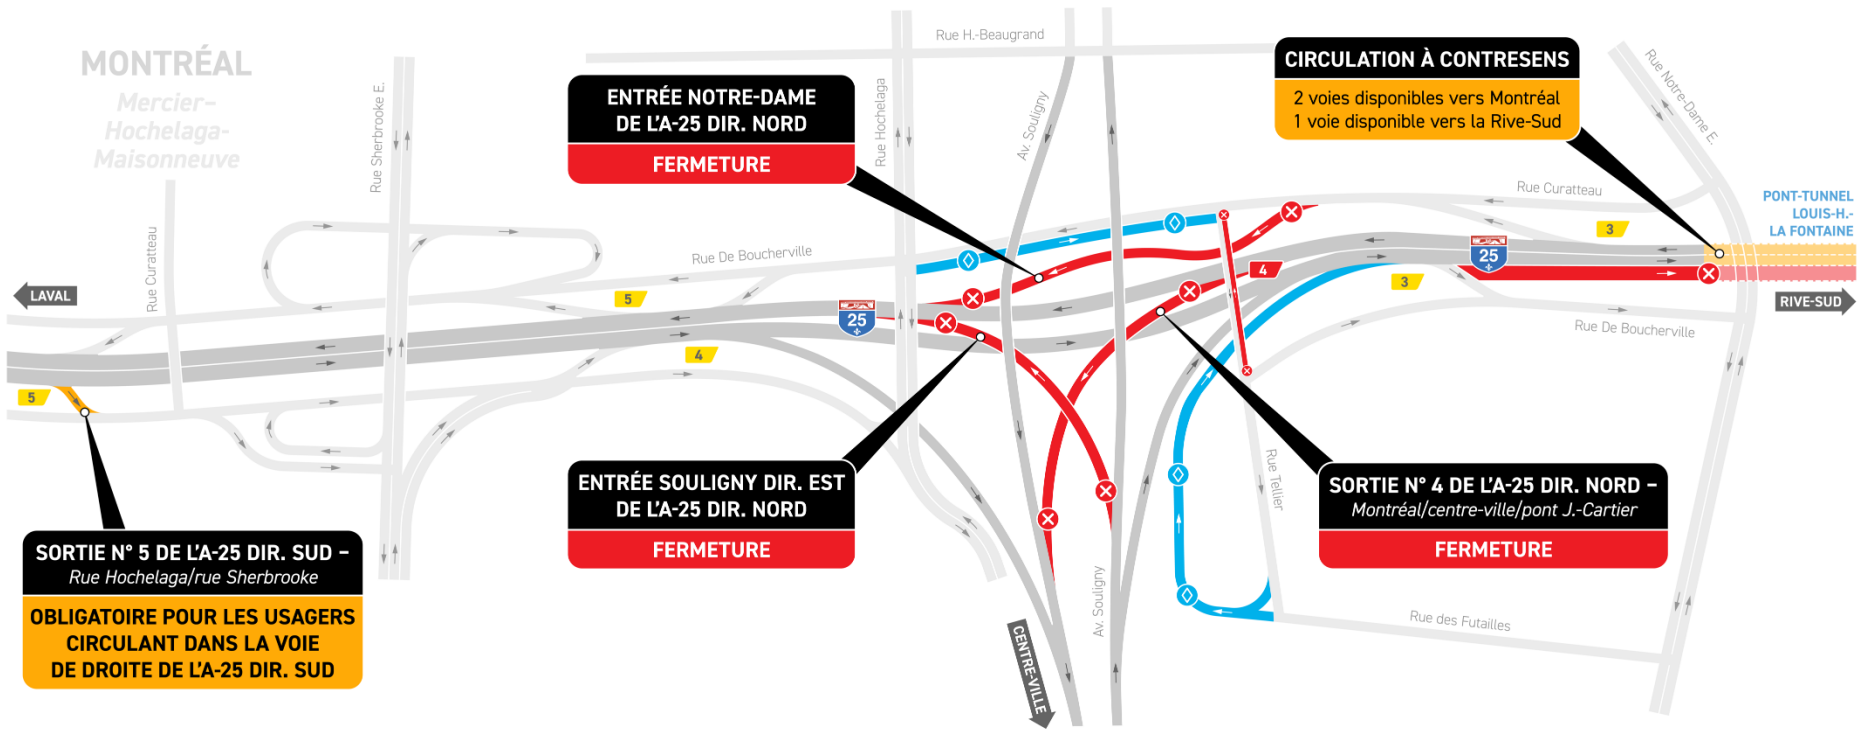 MONTRÉAL
Mercier–
Hochelaga-
Maisonneuve
Rue Sherbrooke E.
Rue Curatteau
LAVAL
5
5
4
25
SORTIE N° 5 DE L'A-25 DIR. SUD –
Rue Hochelaga/rue Sherbrooke
OBLIGATOIRE POUR LES USAGERS
CIRCULANT DANS LA VOIE
DE DROITE DE L'A-25 DIR. SUD
ENTRÉE NOTRE-DAME
DE L'A-25 DIR. NORD
FERMETURE
Rue De Boucherville
Rue Hochelaga
Rue H.-Beaugrand
Av. Souligny
ENTRÉE SOULIGNY DIR. EST
DE L'A-25 DIR. NORD
FERMETURE
CENTRE-VILLE
Av. Souligny
4
CIRCULATION À CONTRESENS
2 voies disponibles vers Montréal
1 voie disponible vers la Rive-Sud
Rue Notre-Dame E.
Rue Curatteau
3
25
3
PONT-TUNNEL
LOUIS-H.-
LA FONTAINE
RIVE-SUD
Rue De Boucherville
Rue Tellier
SORTIE N° 4 DE L'A-25 DIR. NORD –
Montréal/centre-ville/pont J.-Cartier
FERMETURE
Rue des Futailles